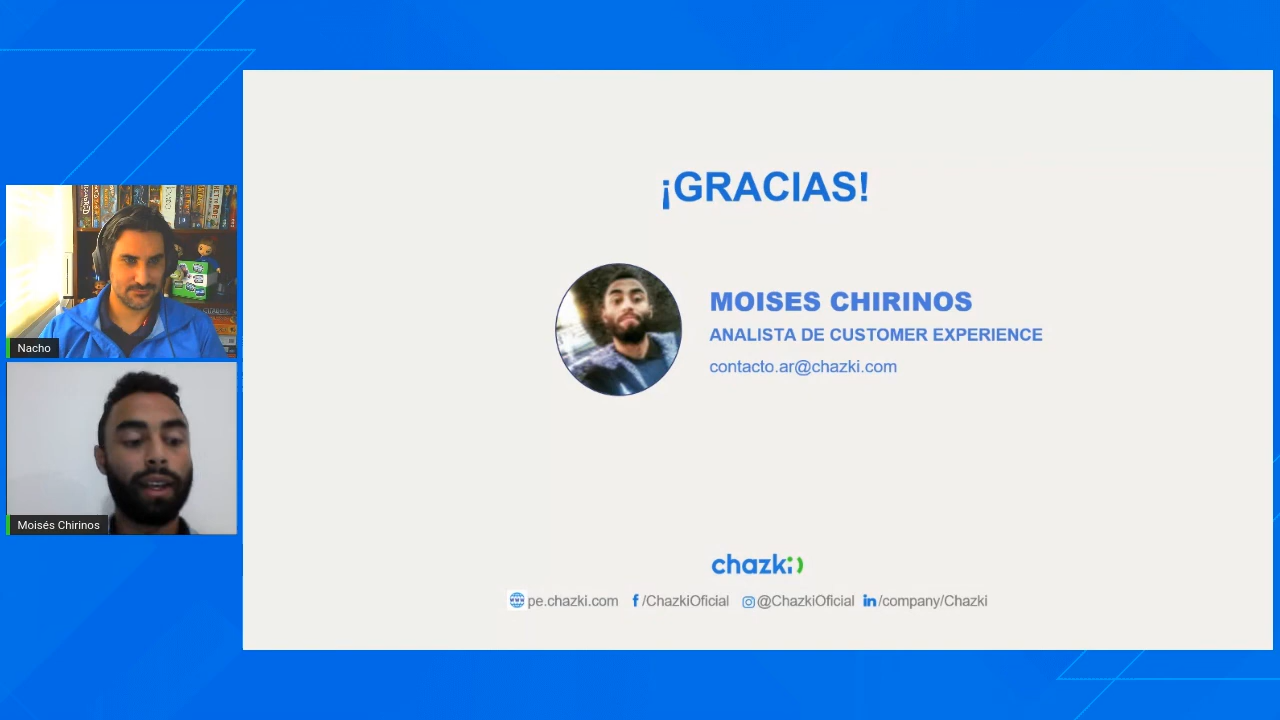 ¡GRACIAS!
MOISES CHIRINOS
ANALISTA DE CUSTOMER EXPERIENCE
contacto.ar@chazki.com
Nacho
Moisés Chirinos
chazki
pe.chazki.com /ChazkiOficial @ChazkiOficial /company/Chazki